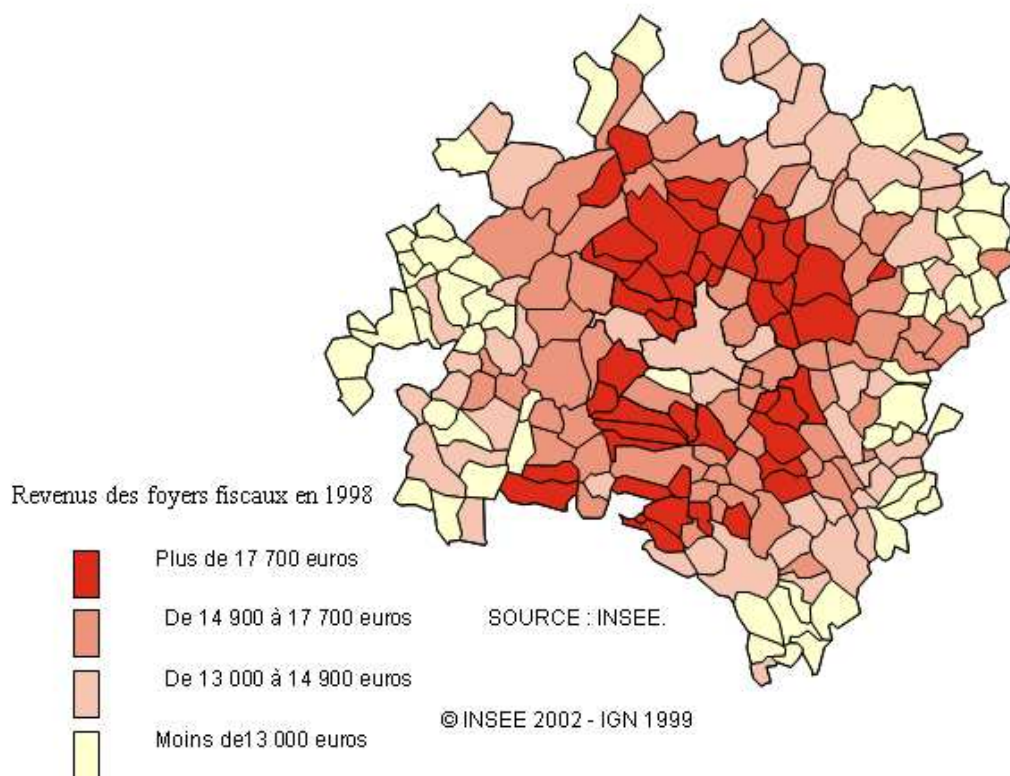 Revenus des foyers fiscaux en 1998
Plus de 17 700 euros
De 14 900 à 17 700 euros
De 13 000 à 14 900 euros
Moins de13 000 euros
SOURCE : INSEE.
© INSEE 2002 - IGN 1999